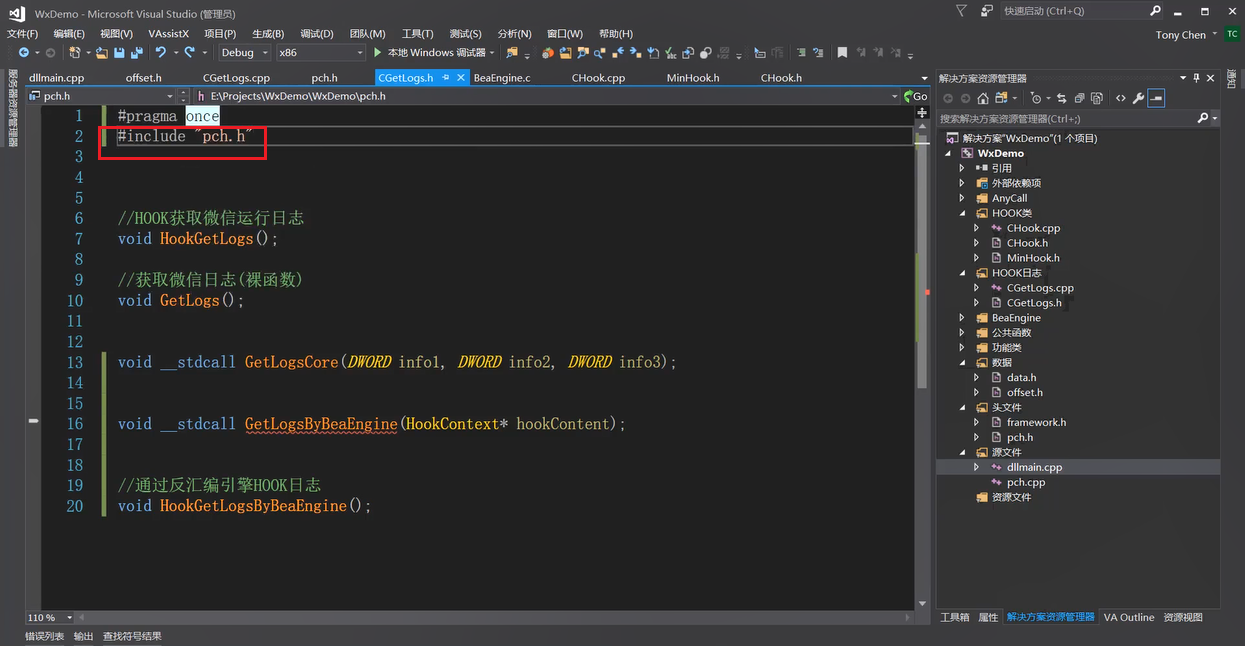 WxDemo - Microsoft Visual Studio (管理员)
快速启动 (Ctrl+Q)
文件(F) 编辑(E) 视图(V) VAssistX 项目(P) 生成(B) 调试(D) 团队(M) 工具(T) 测试(S) 分析(N) 窗口(W) 帮助(H)
Tony Chen TC
Debug x86 本地 Windows 调试器
服务器资源管理器
dllmain.cpp offset.h CGetLogs.cpp pch.h CGetLogs.h BeaEngine.c CHook.cpp MinHook.h CHook.h
pch.h h E:\Projects\WxDemo\WxDemo\pch.h Go
1 #pragma once
2 #include "pch.h"
3
4
5
6 //HOOK获取微信运行日志
7 void HookGetLogs();
8
9 //获取微信日志(裸函数)
10 void GetLogs();
11
12
13 void __stdcall GetLogsCore(DWORD info1, DWORD info2, DWORD info3);
14
15
16 void __stdcall GetLogsByBeaEngine(HookContext* hookContent);
17
18
19 //通过反汇编引擎HOOK日志
20 void HookGetLogsByBeaEngine();
110 %
错误列表 输出 查找符号结果
解决方案资源管理器
搜索解决方案资源管理器(Ctrl+;)
解决方案"WxDemo"(1 个项目)
WxDemo
引用
外部依赖项
AnyCall
HOOK类
CHook.cpp
CHook.h
MinHook.h
HOOK日志
CGetLogs.cpp
CGetLogs.h
BeaEngine
公共函数
功能类
数据
data.h
offset.h
头文件
framework.h
pch.h
源文件
dllmain.cpp
pch.cpp
资源文件
工具箱 属性 解决方案资源管理器 VA Outline 资源视图
通知